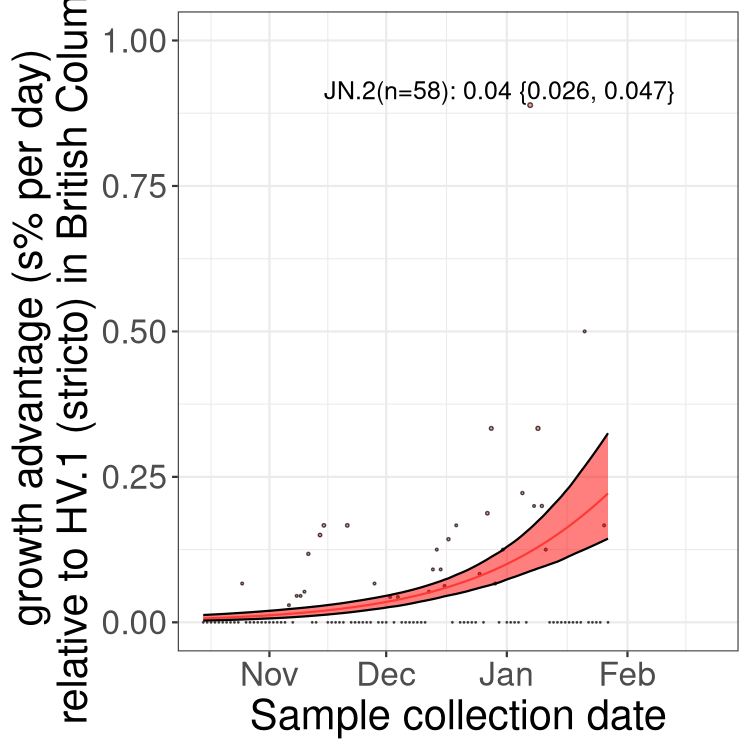 growth advantage (s% per day)
relative to HV.1 (stricto) in British Colum
1.00
0.75
0.50
0.25
0.00
JN.2(n=58): 0.04 {0.026, 0.047}
Nov Dec Jan Feb
Sample collection date